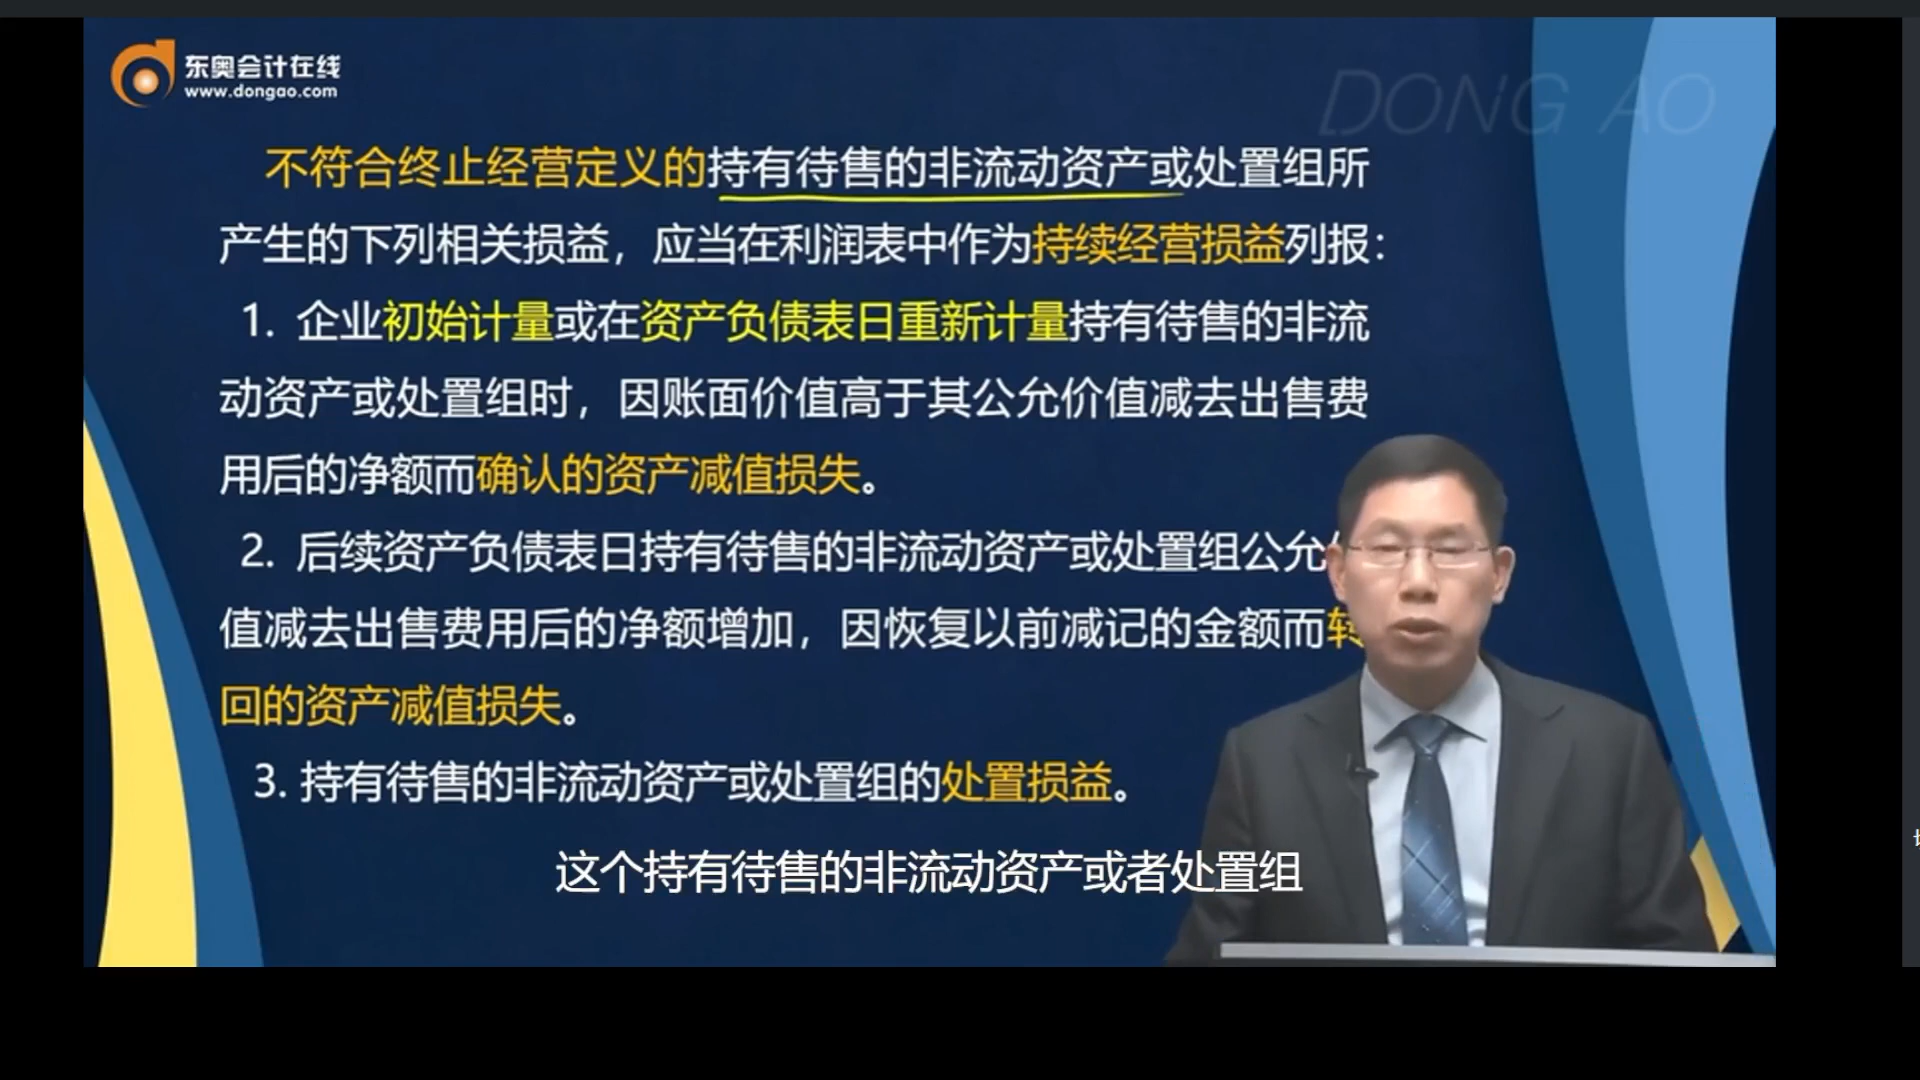 东奥会计在线
www.dongao.com
DONG AO
不符合终止经营定义的持有待售的非流动资产或处置组所
产生的下列相关损益，应当在利润表中作为持续经营损益列报：
1. 企业初始计量或在资产负债表日重新计量持有待售的非流
动资产或处置组时，因账面价值高于其公允价值减去出售费
用后的净额而确认的资产减值损失。
2. 后续资产负债表日持有待售的非流动资产或处置组公允
值减去出售费用后的净额增加，因恢复以前减记的金额而转
回的资产减值损失。
3. 持有待售的非流动资产或处置组的处置损益。
这个持有待售的非流动资产或者处置组